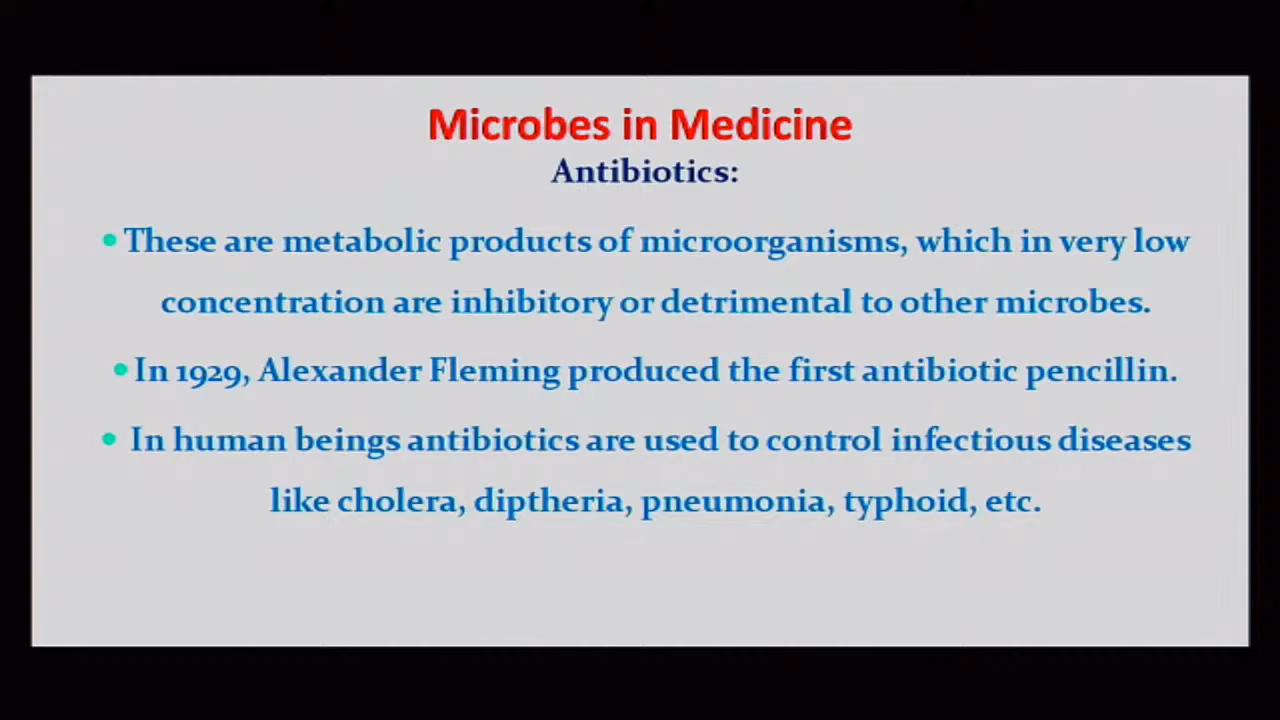 Microbes in Medicine
Antibiotics:
• These are metabolic products of microorganisms, which in very low
concentration are inhibitory or detrimental to other microbes.
• In 1929, Alexander Fleming produced the first antibiotic pencillin.
• In human beings antibiotics are used to control infectious diseases
like cholera, diptheria, pneumonia, typhoid, etc.